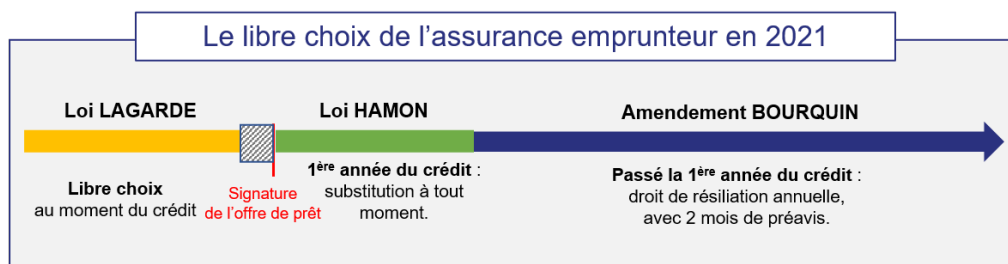 Le libre choix de l’assurance emprunteur en 2021
Loi LAGARDE
Loi HAMON
Amendement BOURQUIN
Libre choix
au moment du crédit
Signature
de l’offre de prêt
1ère année du crédit :
substitution à tout
moment.
Passé la 1ère année du crédit :
droit de résiliation annuelle,
avec 2 mois de préavis.